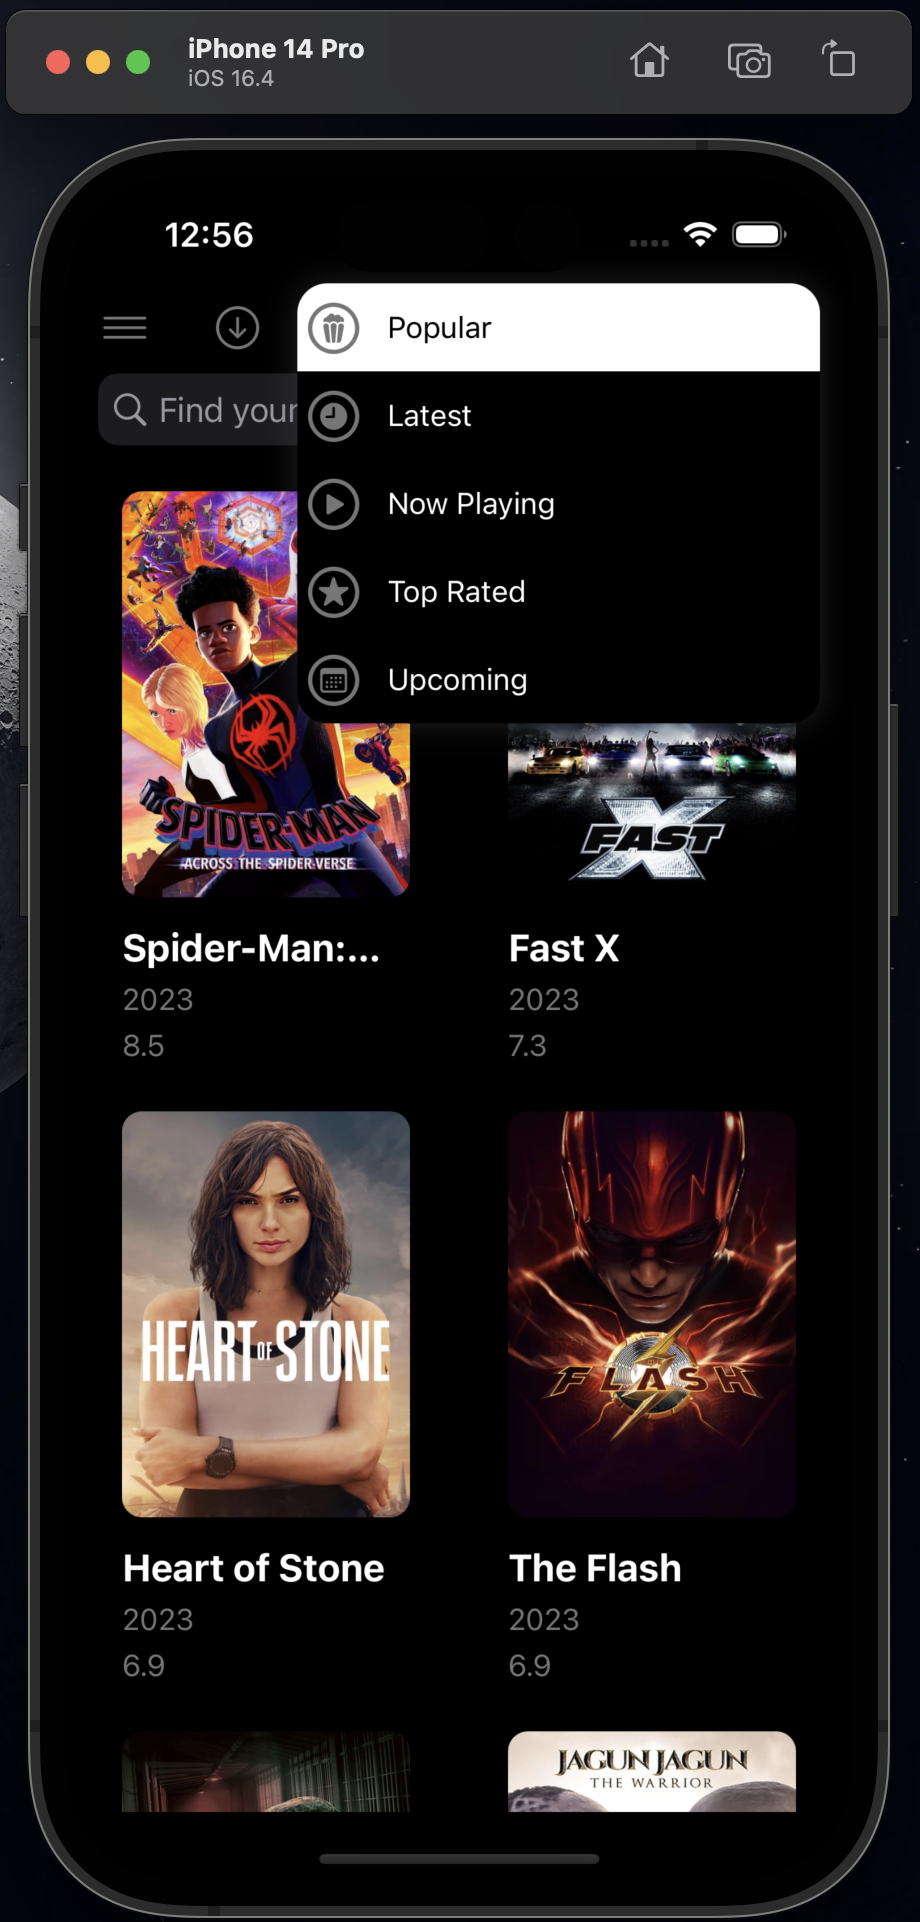 iPhone 14 Pro
iOS 16.4
12:56
Popular
Find your
Latest
Now Playing
Top Rated
Upcoming
SPIDER-MAN
ACROSS THE SPIDER-VERSE
FAST
X
Spider-Man:...
2023
8.5
Fast X
2023
7.3
HEART OF STONE
FLASH
Heart of Stone
2023
6.9
The Flash
2023
6.9
JAGUN JAGUN
THE WARRIOR